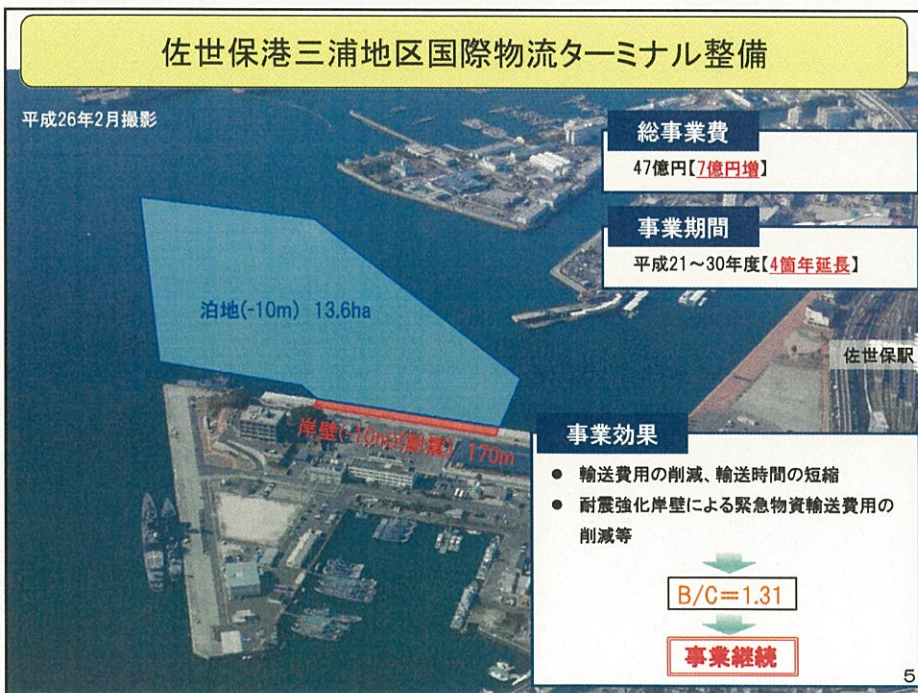 佐世保港三浦地区国際物流ターミナル整備
平成26年2月撮影
総事業費
47億円【7億円増】
事業期間
平成21～30年度【4箇年延長】
泊地(-10m) 13.6ha
佐世保駅
岸壁(-10m)(耐震) 170m
事業効果
● 輸送費用の削減、輸送時間の短縮
● 耐震強化岸壁による緊急物資輸送費用の
削減等
B/C=1.31
事業継続
5